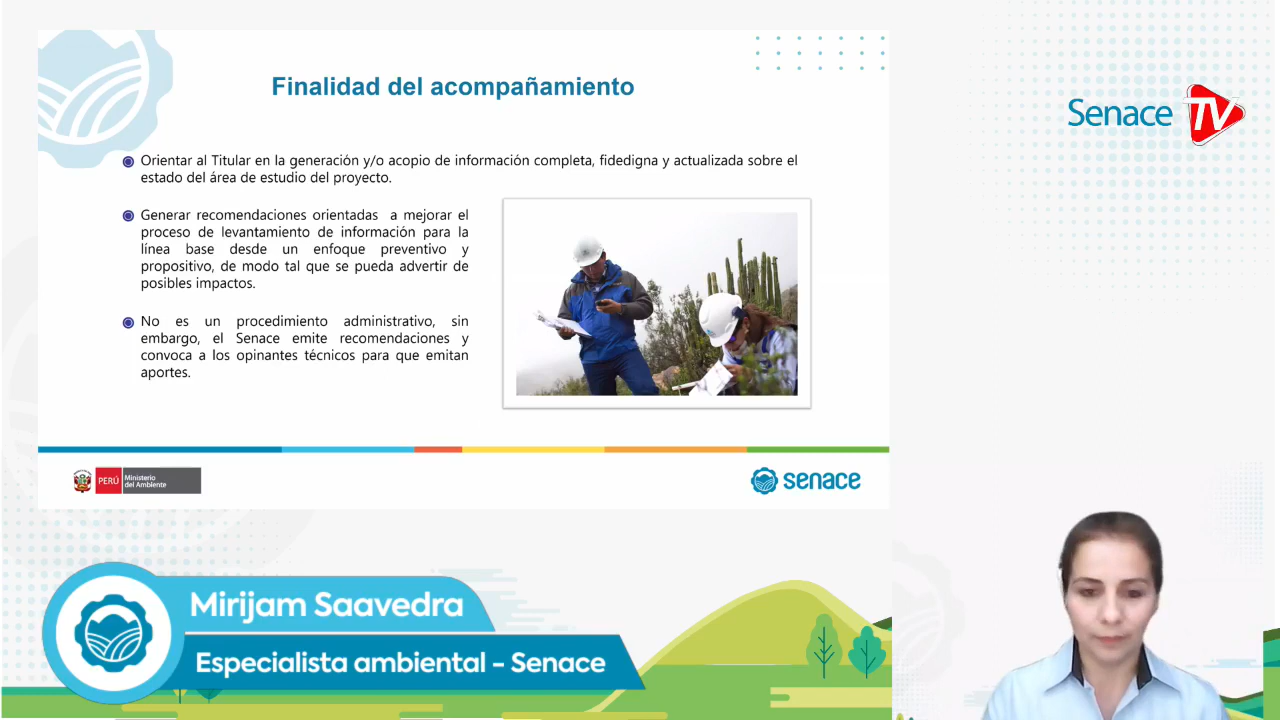 Finalidad del acompañamiento
Orientar al Titular en la generación y/o acopio de información completa, fidedigna y actualizada sobre el
estado del área de estudio del proyecto.
Generar recomendaciones orientadas a mejorar el
proceso de levantamiento de información para la
línea base desde un enfoque preventivo y
propositivo, de modo tal que se pueda advertir de
posibles impactos.
No es un procedimiento administrativo, sin
embargo, el Senace emite recomendaciones y
convoca a los opinantes técnicos para que emitan
aportes.
PERÚ
Ministerio
del Ambiente
senace
Senace TV
Mirijam Saavedra
Especialista ambiental - Senace